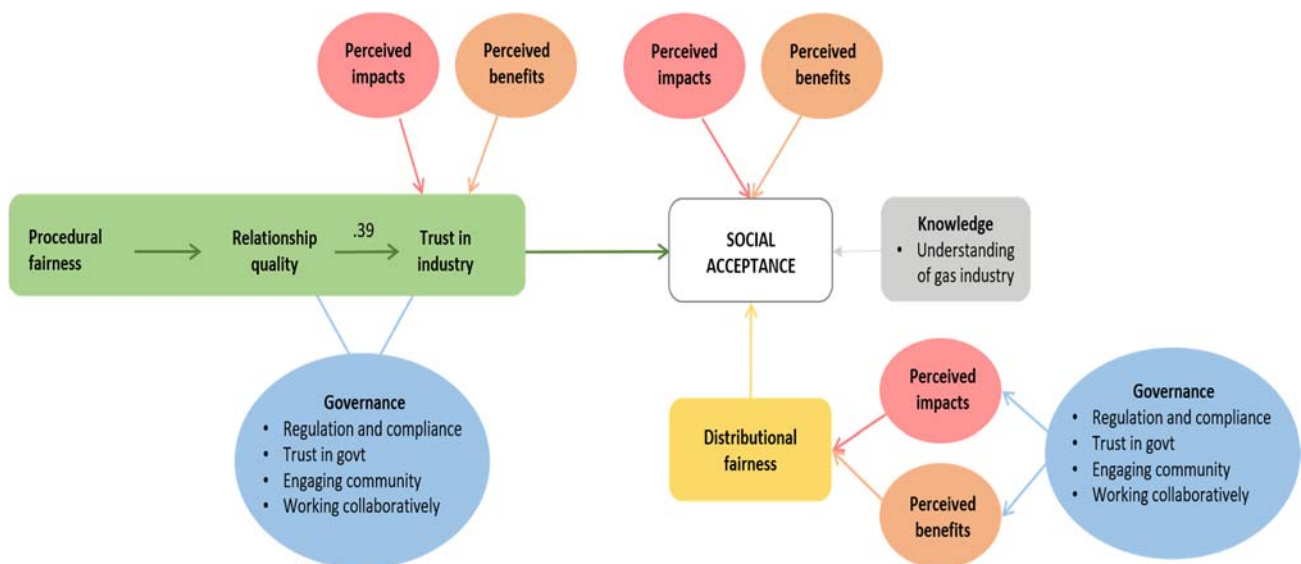 Perceived
impacts
Perceived
benefits
Perceived
impacts
Perceived
benefits
Procedural
fairness
Relationship
quality
.39
Trust in
industry
SOCIAL
ACCEPTANCE
Knowledge
• Understanding
of gas industry
Governance
• Regulation and compliance
• Trust in govt
• Engaging community
• Working collaboratively
Distributional
fairness
Perceived
impacts
Perceived
benefits
Governance
• Regulation and compliance
• Trust in govt
• Engaging community
• Working collaboratively